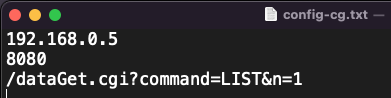 config-cg.txt
192.168.0.5
8080
/dataGet.cgi?command=LIST&n=1